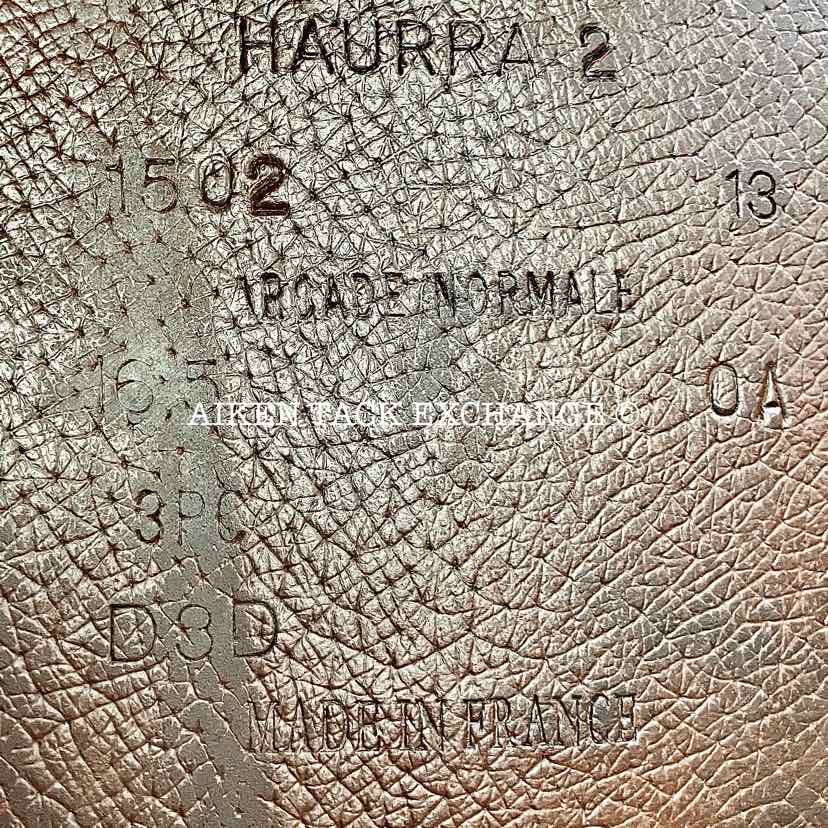 HAURRA 2
1502 13
ARCADE NORMALE
16.5 0A
AIKEN TACK EXCHANGE ©
3PC
D3D
MADE IN FRANCE